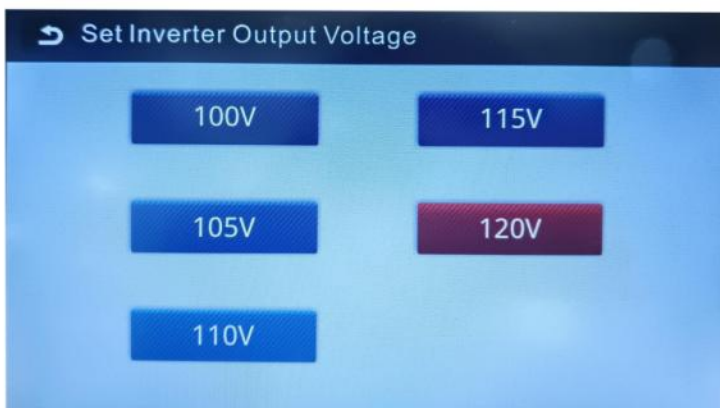 Set Inverter Output Voltage
100V
115V
105V
120V
110V